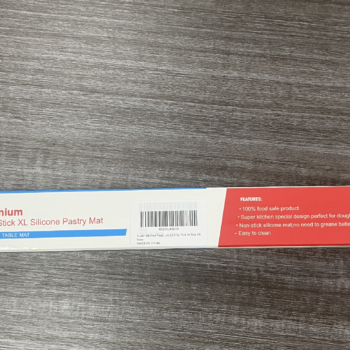 nium
Stick XL Silicone Pastry Mat
TABLE MAT
FEATURES:
• 100% food safe product
• Super kitchen special design perfect for dough
• Non-stick silicone mat,no need to grease bake
- Easy to clean.